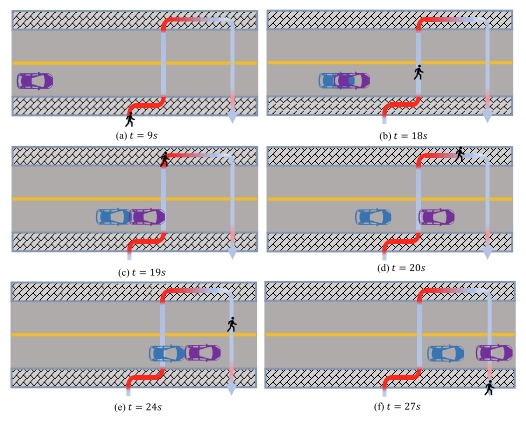 (a) t = 9s
(b) t = 18s
(c) t = 19s
(d) t = 20s
(e) t = 24s
(f) t = 27s